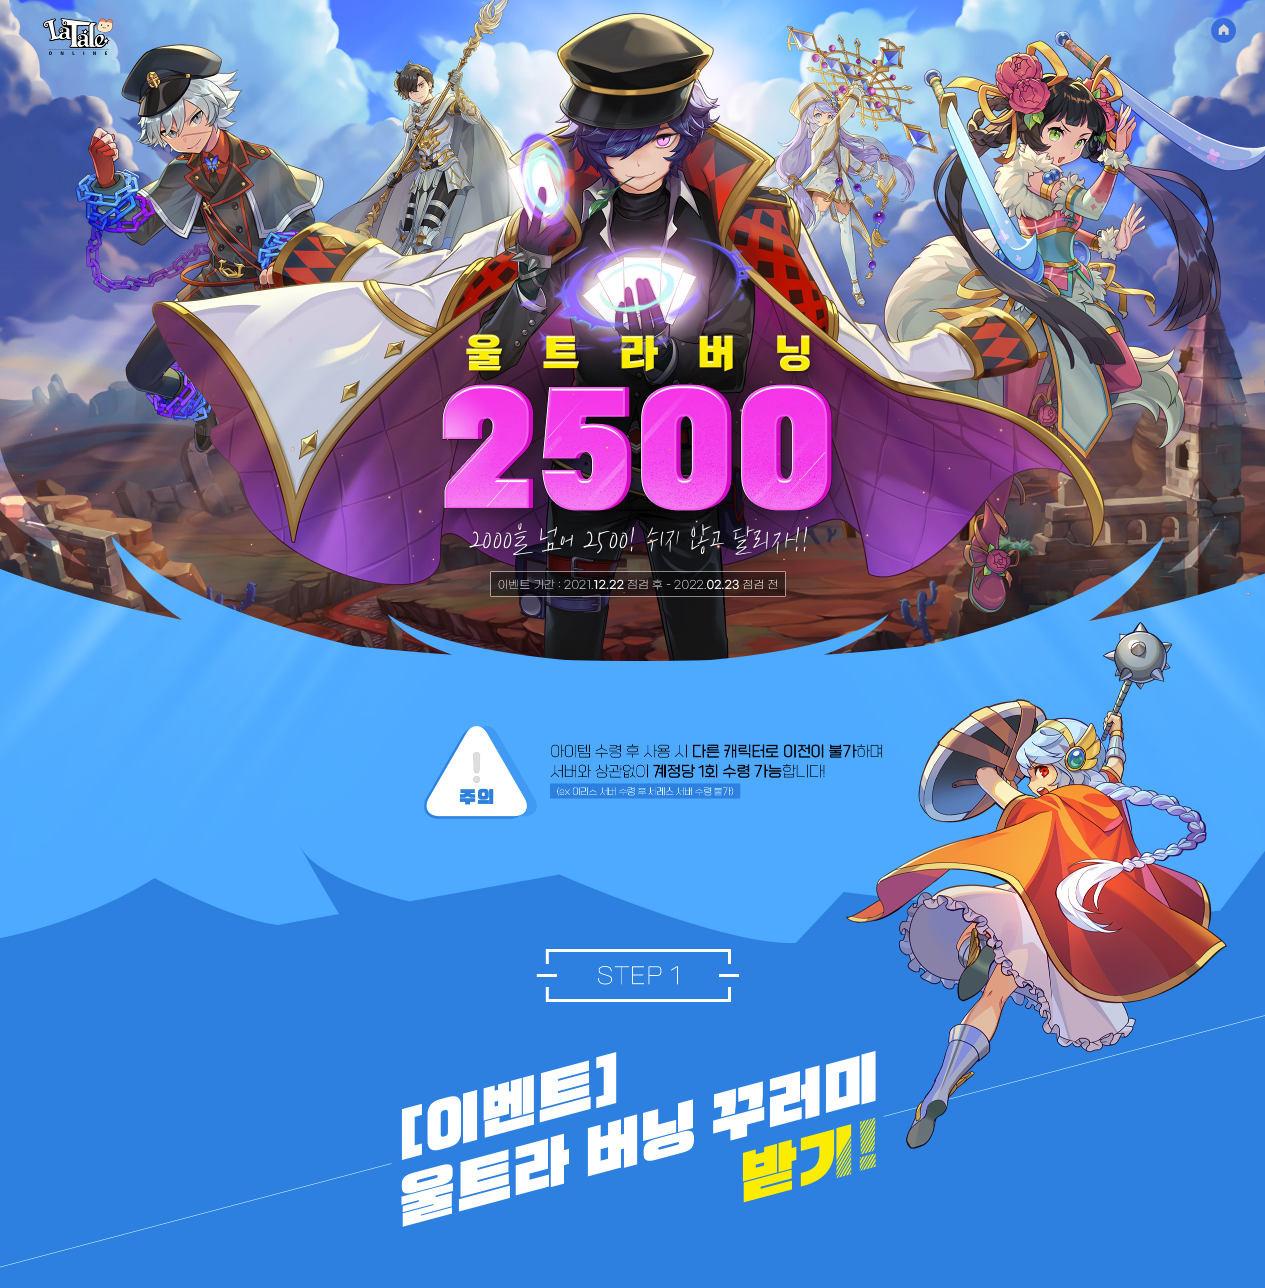 LaTale
ONLINE
울트라버닝
2500
2000을 넘어 2500! 쉬지 않고 달리자!!
이벤트 기간 : 2021.12.22 점검 후 - 2022.02.23 점검 전
주의
아이템 수령 후 사용 시 다른 캐릭터로 이전이 불가하며
서버와 상관없이 계정당 1회 수령 가능합니다!
(ex 이리스 서버 수령 후 서레스 서버 수령 불가)
STEP 1
[이벤트]
울트라 버닝 꾸러미
받기!